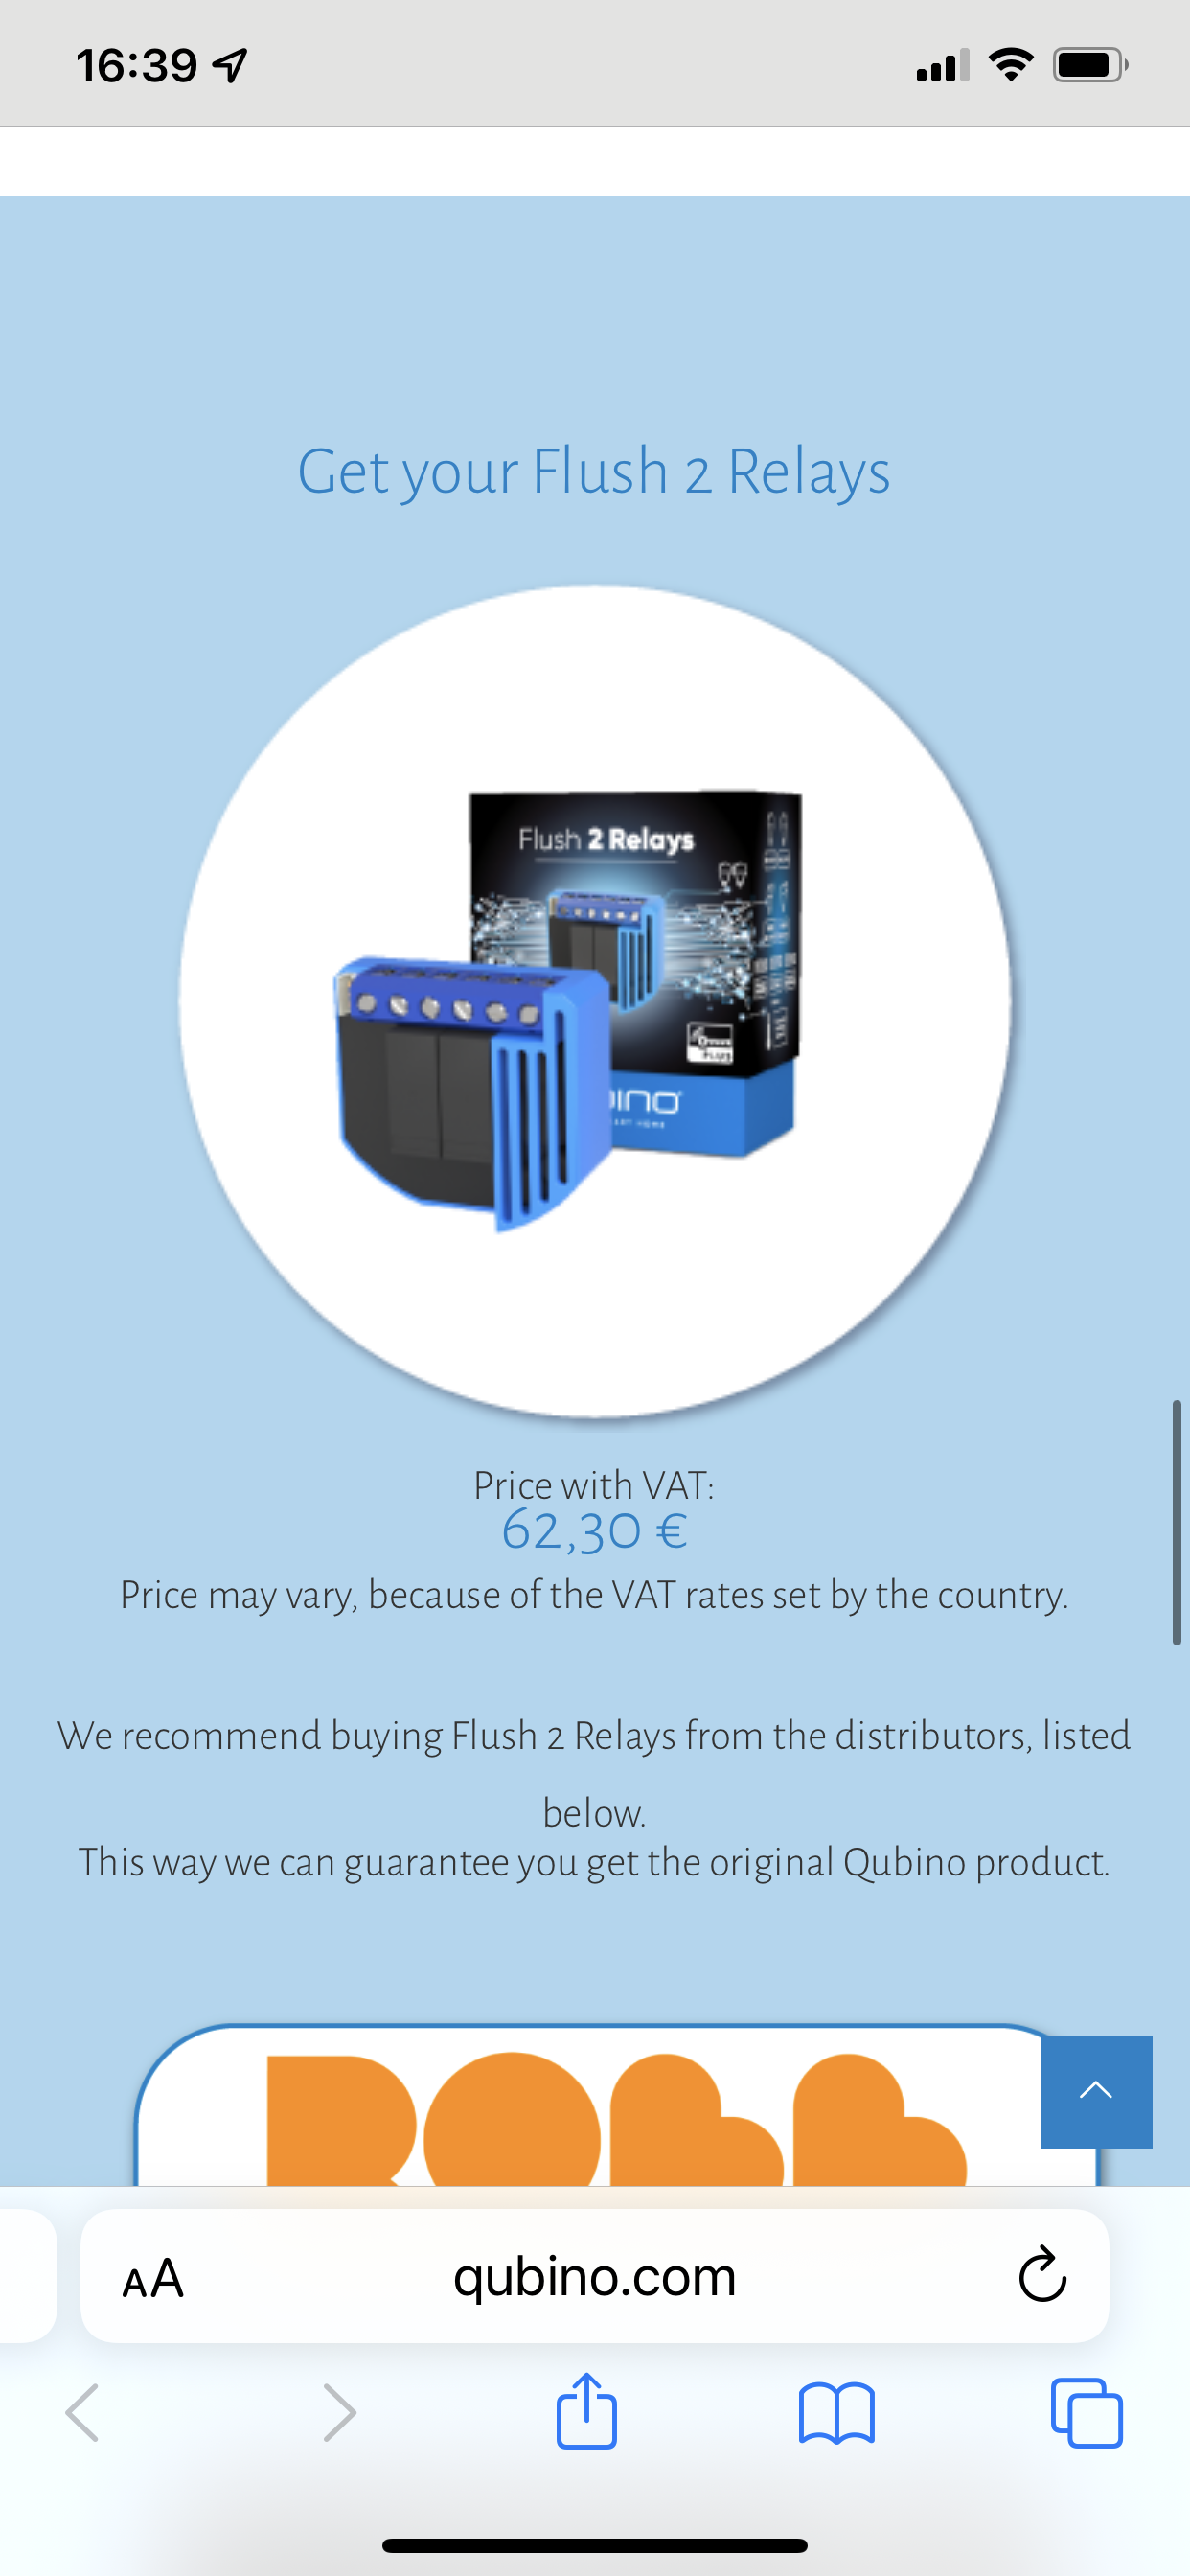 16:39
Get your Flush 2 Relays
Flush 2 Relays
PLUS
Price with VAT:
62,30 €
Price may vary, because of the VAT rates set by the country.
We recommend buying Flush 2 Relays from the distributors, listed
below.
This way we can guarantee you get the original Qubino product.
AA
qubino.com